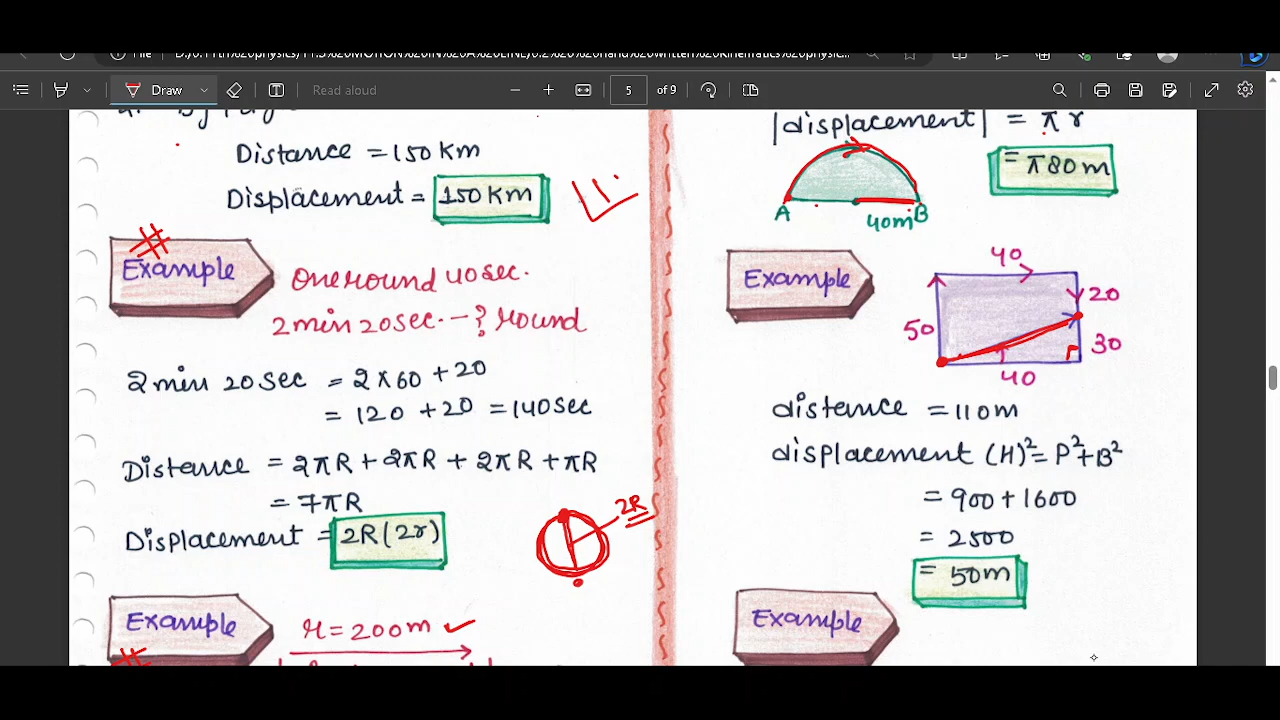 Draw
Read aloud
5 of 9
Distance = 150 Km
Displacement = 150 Km
Example
One round 40 sec.
2 min 20 sec. - ? round
2 min 20 sec = 2 x 60 + 20
= 120 + 20 = 140 sec
Distance = 2πR + 2πR + 2πR + πR
= 7πR
Displacement = 2R (2r)
2R
Example
r = 200 m
|displacement| = π r
= π80 m
A
40m
B
Example
40
20
50
30
40
distance = 110 m
displacement (H)² = P² + B²
= 900 + 1600
= 2500
= 50 m
Example